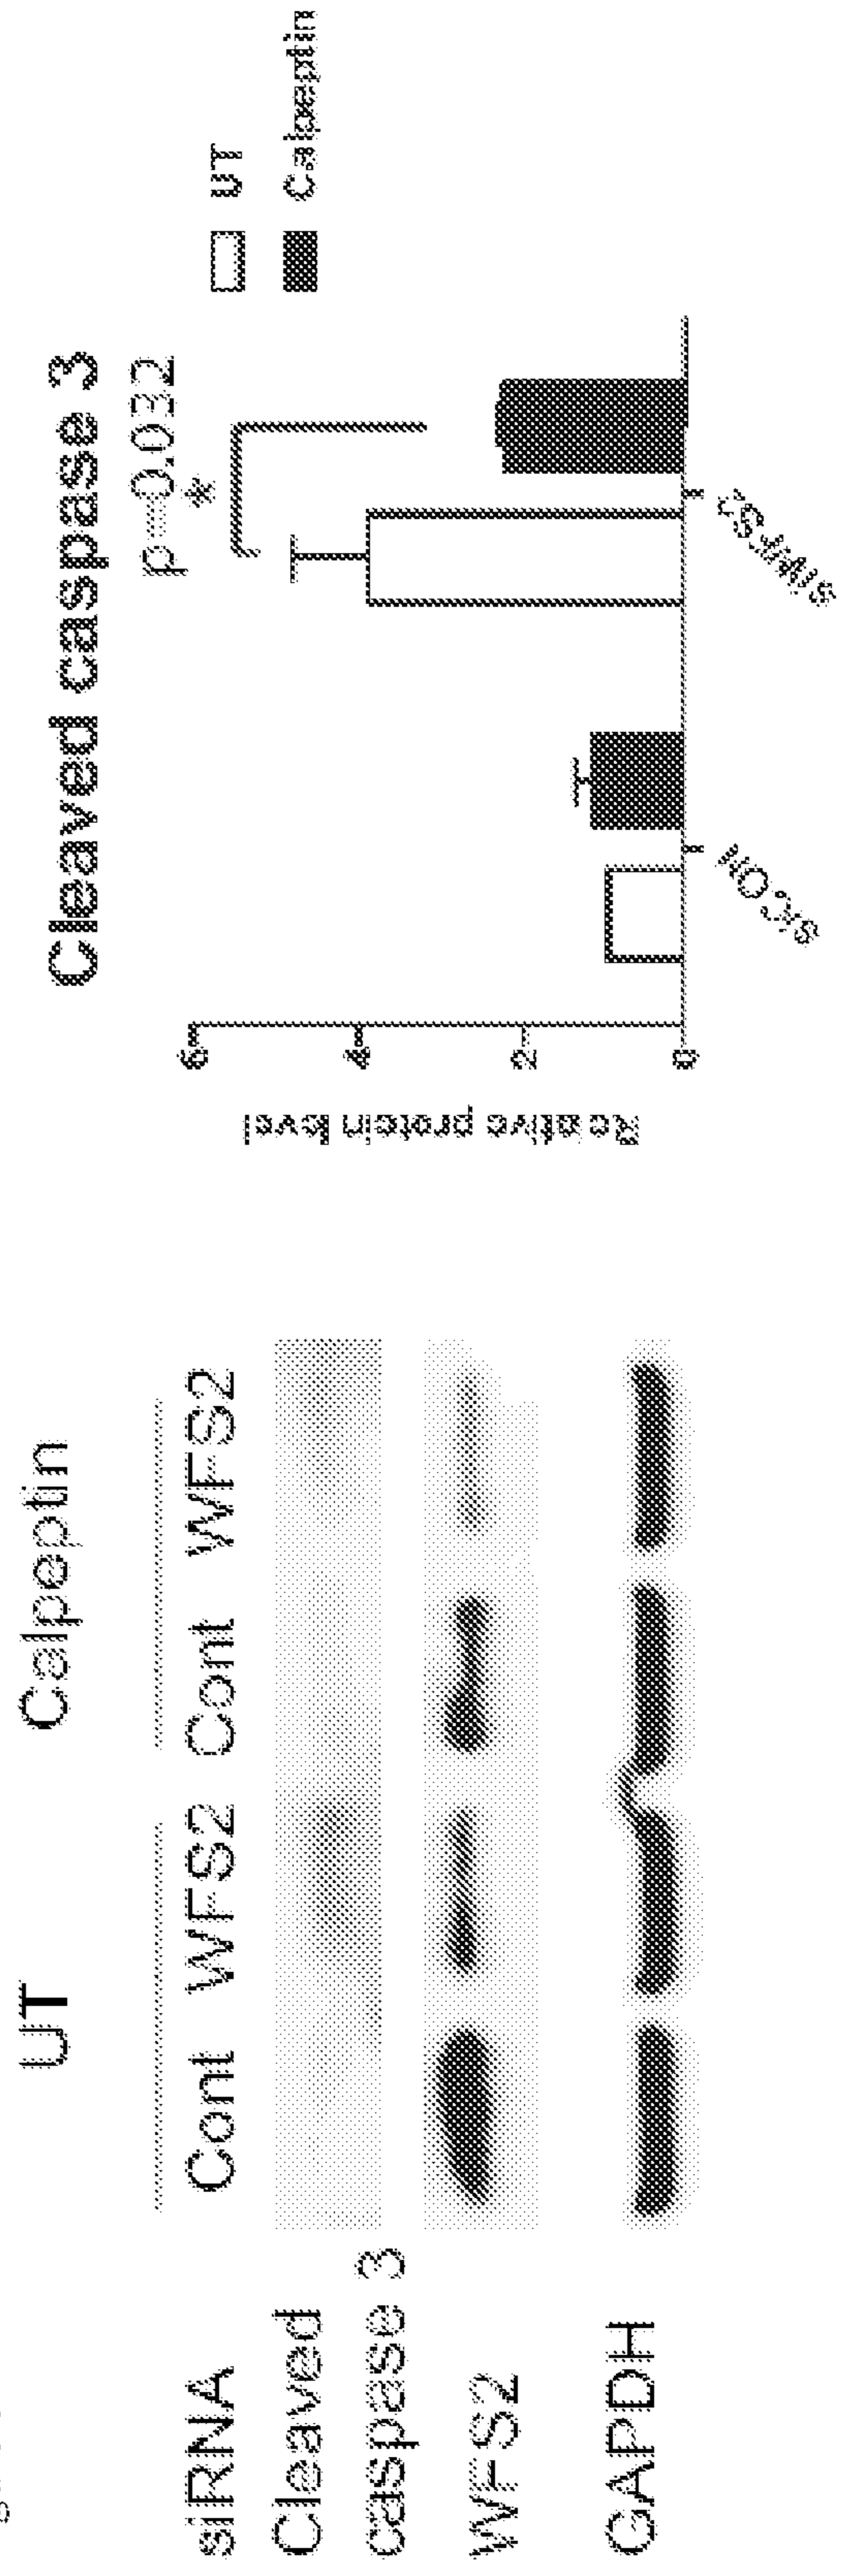 UT Calpeptin
siRNA Cont WFS2 Cont WFS2
Cleaved
caspase 3
WFS2
GAPDH
Cleaved caspase 3
p=0.032
*
UT
Calpeptin
Relative protein level
6
4
2
0
siCON siWFS2